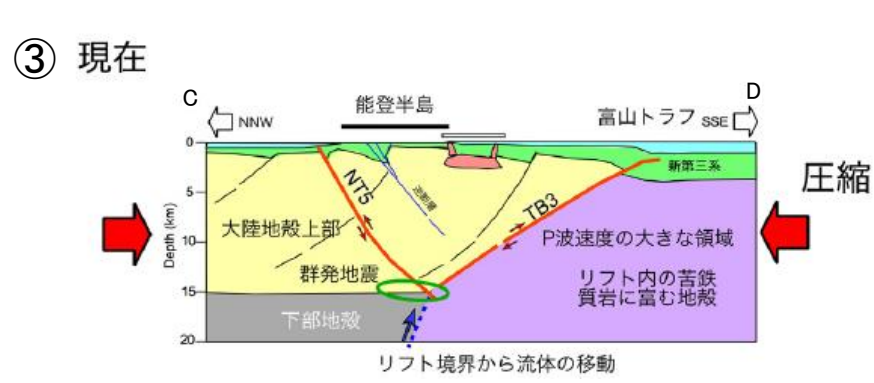 ③ 現在
C
D
能登半島
富山トラフ
NNW
SSE
0
5
10
15
20
Depth (km)
新第三系
NT5
TB3
圧縮
大陸地殻上部
P波速度の大きな領域
群発地震
リフト内の苦鉄
質岩に富む地殻
下部地殻
リフト境界から流体の移動